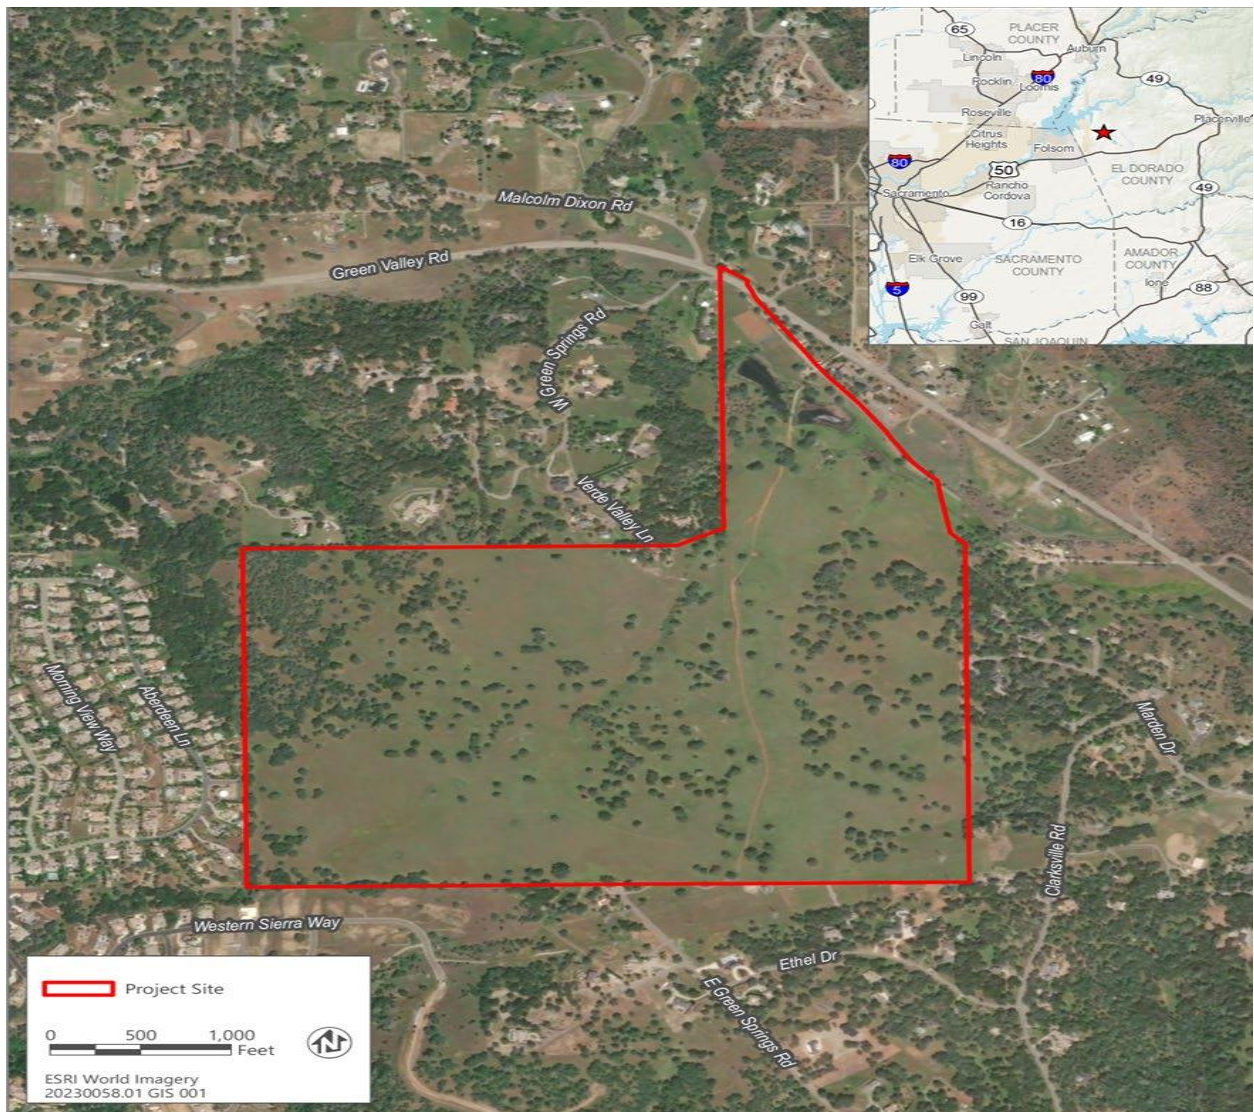 65
PLACER
COUNTY
Auburn
Lincoln
80
49
Rocklin
Loomis
Roseville
Placerville
Citrus
Heights
Folsom
80
50
EL DORADO
COUNTY
Sacramento
Rancho
Cordova
49
16
Elk Grove
SACRAMENTO
COUNTY
AMADOR
COUNTY
Ione
5
99
88
Galt
SAN JOAQUIN
Malcolm Dixon Rd
Green Valley Rd
W Green Springs Rd
Verde Valley Ln
Morning View Way
Aberdeen Ln
Marden Dr
Clarksville Rd
Western Sierra Way
Ethel Dr
E Green Springs Rd
Project Site
0 500 1,000
Feet
N
ESRI World Imagery
20230058.01 GIS 001